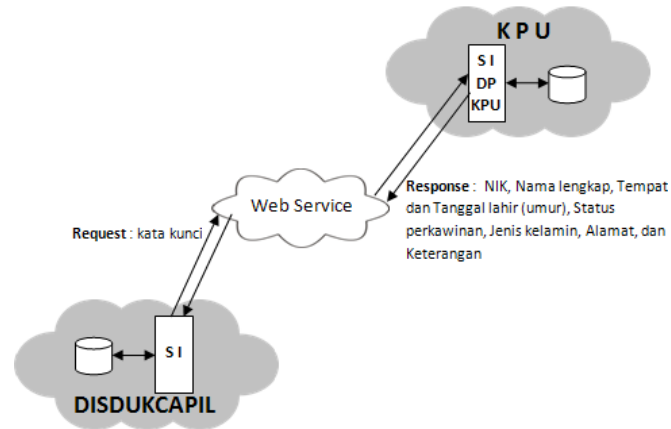 K P U
S I
DP
KPU
Web Service
Response : NIK, Nama lengkap, Tempat
dan Tanggal lahir (umur), Status
perkawinan, Jenis kelamin, Alamat, dan
Keterangan
Request : kata kunci
S I
DISDUKCAPIL